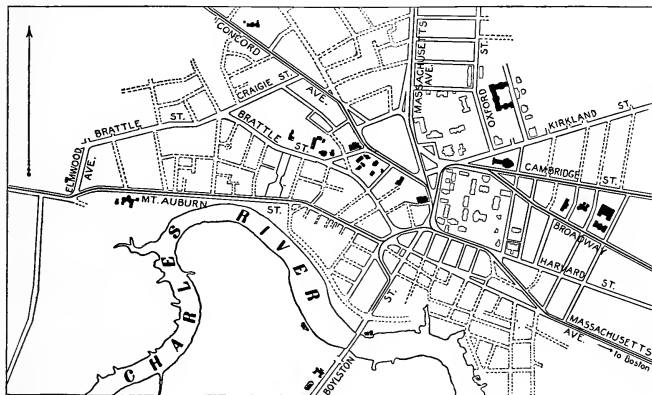 CONCORD
AVE.
MASSACHUSETTS
AVE.
OXFORD
ST.
KIRKLAND
ST.
CRAIGIE ST.
BRATTLE
ST.
BRATTLE
ST.
CAMBRIDGE
ST.
ELMWOOD
AVE.
MT. AUBURN
ST.
BROADWAY
HARVARD
ST.
CHARLES
RIVER
ST.
BOYLSTON
MASSACHUSETTS
AVE.
to Boston